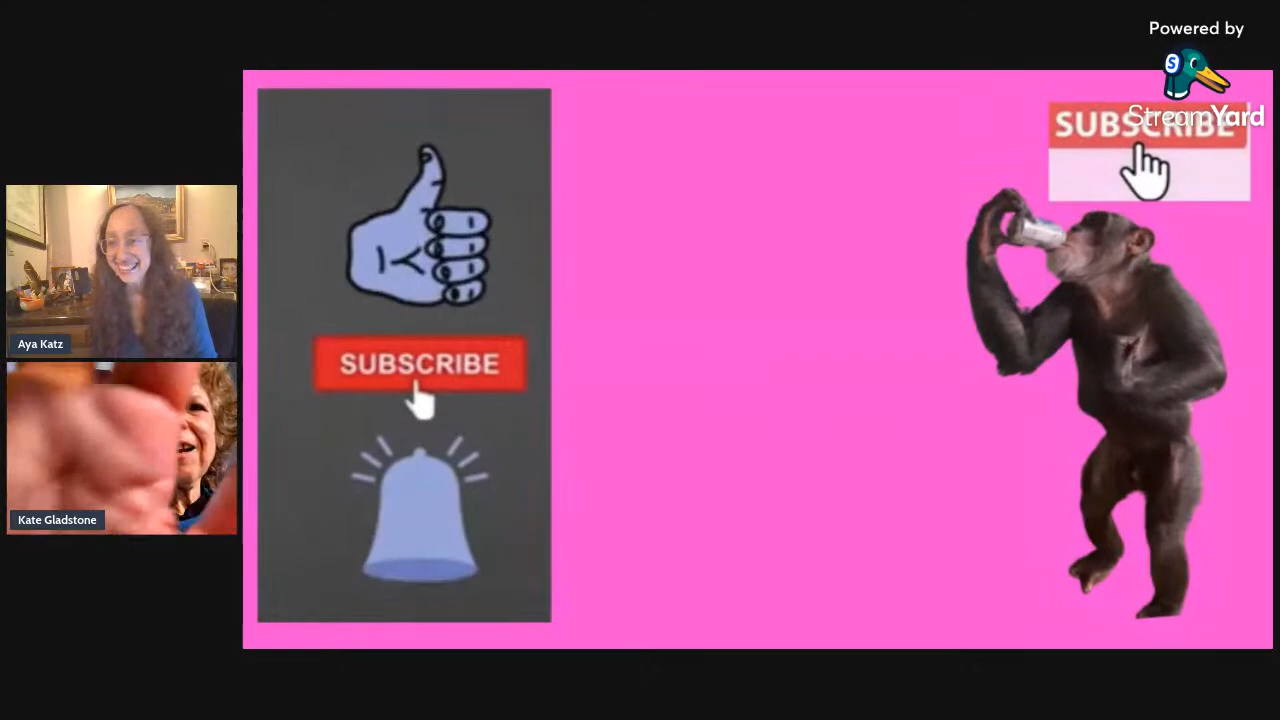 Powered by
StreamYard
SUBSCRIBE
SUBSCRIBE
Aya Katz
Kate Gladstone